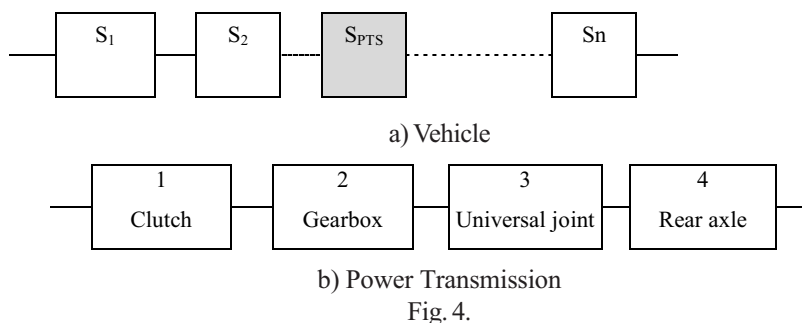 S1 S2 SPTS Sn
a) Vehicle
1 2 3 4
Clutch Gearbox Universal joint Rear axle
b) Power Transmission
Fig. 4.